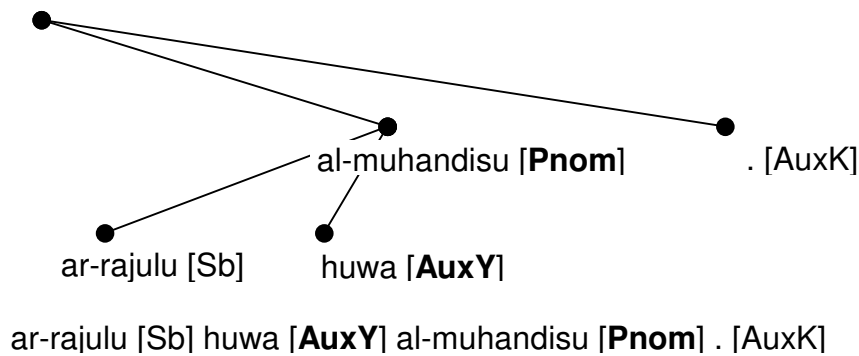 al-muhandisu [Pnom] . [AuxK]
ar-rajulu [Sb] huwa [AuxY]
ar-rajulu [Sb] huwa [AuxY] al-muhandisu [Pnom] . [AuxK]